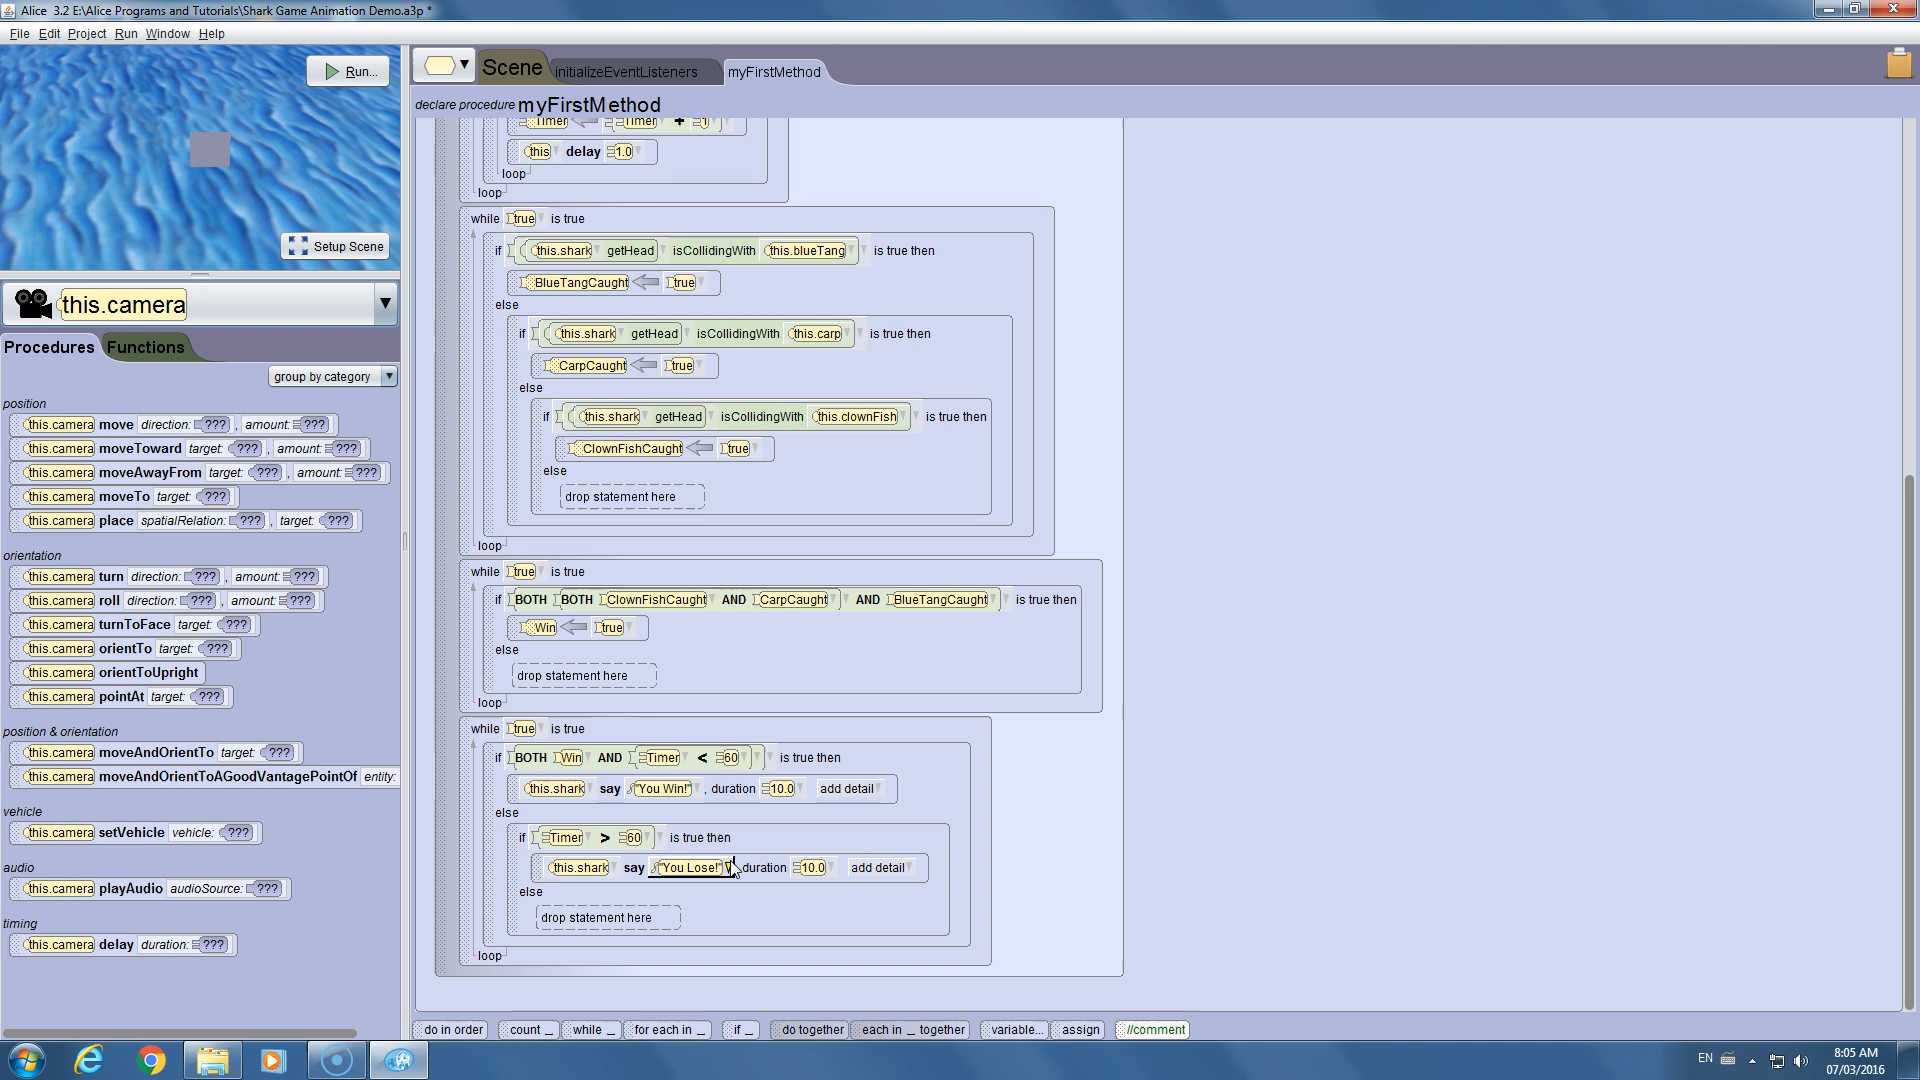 Alice 3.2 E:\Alice Programs and Tutorials\Shark Game Animation Demo.a3p *
File Edit Project Run Window Help
Run...
Setup Scene
this.camera
Procedures Functions
group by category
position
this.camera move direction: ??? , amount: ???
this.camera moveToward target: ??? , amount: ???
this.camera moveAwayFrom target: ??? , amount: ???
this.camera moveTo target: ???
this.camera place spatialRelation: ??? , target: ???
orientation
this.camera turn direction: ??? , amount: ???
this.camera roll direction: ??? , amount: ???
this.camera turnToFace target: ???
this.camera orientTo target: ???
this.camera orientToUpright
this.camera pointAt target: ???
position & orientation
this.camera moveAndOrientTo target: ???
this.camera moveAndOrientToAGoodVantagePointOf entity:
vehicle
this.camera setVehicle vehicle: ???
audio
this.camera playAudio audioSource: ???
timing
this.camera delay duration: ???
Scene initializeEventListeners myFirstMethod
declare procedure myFirstMethod
Timer Timer + 1
this delay 1.0
loop
loop
while true is true
if this.shark getHead isCollidingWith this.blueTang is true then
BlueTangCaught true
else
if this.shark getHead isCollidingWith this.carp is true then
CarpCaught true
else
if this.shark getHead isCollidingWith this.clownFish is true then
ClownFishCaught true
else
drop statement here
loop
while true is true
if BOTH BOTH ClownFishCaught AND CarpCaught AND BlueTangCaught is true then
Win true
else
drop statement here
loop
while true is true
if BOTH Win AND Timer < 60 is true then
this.shark say "You Win!" , duration 10.0 add detail
else
if Timer > 60 is true then
this.shark say "You Lose!" duration 10.0 add detail
else
drop statement here
loop
do in order count _ while _ for each in _ if _ do together each in _ together variable... assign //comment
EN 8:05 AM
07/03/2016